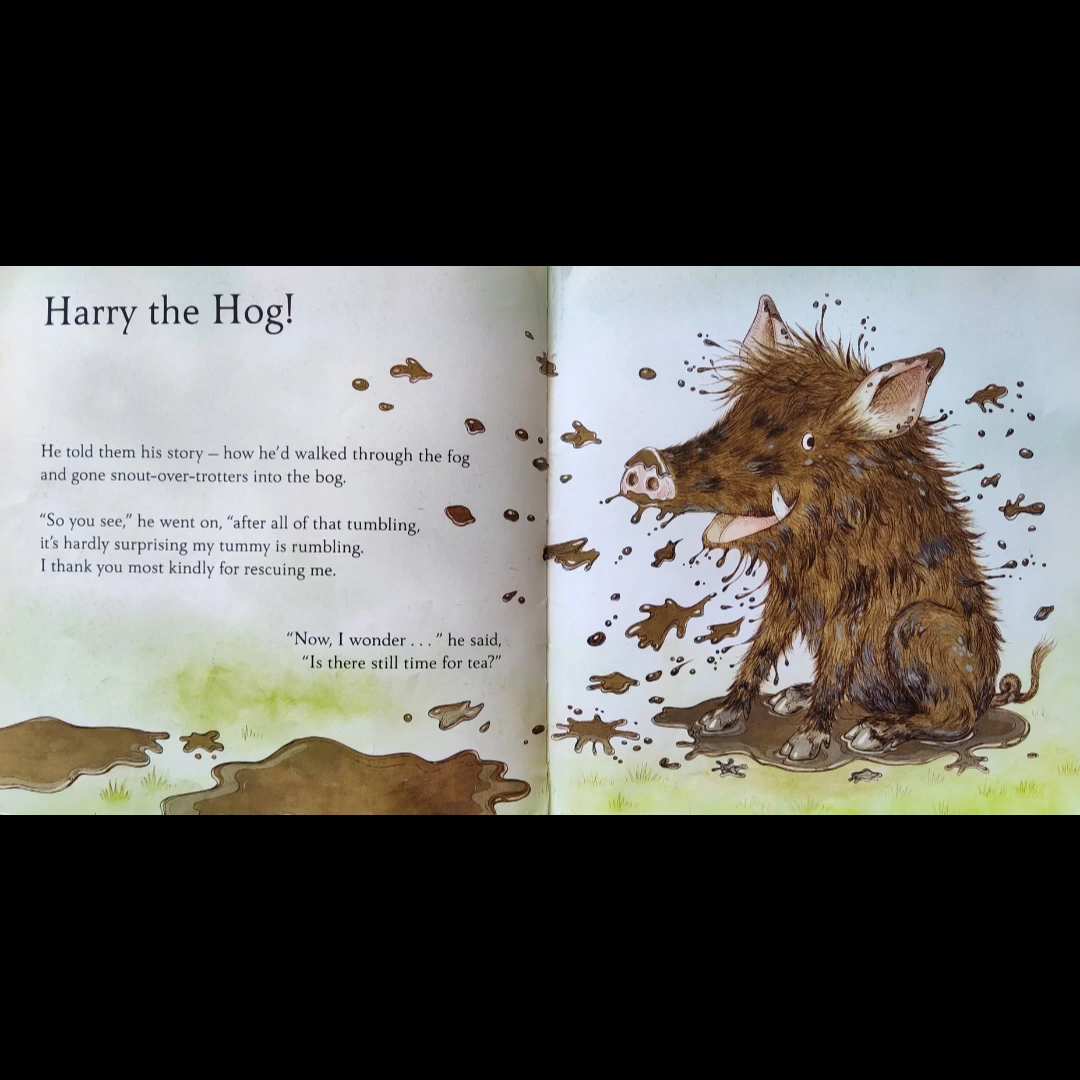 Harry the Hog!
He told them his story – how he’d walked through the fog
and gone snout-over-trotters into the bog.
“So you see,” he went on, “after all of that tumbling,
it’s hardly surprising my tummy is rumbling.
I thank you most kindly for rescuing me.
“Now, I wonder . . . ” he said,
“Is there still time for tea?”